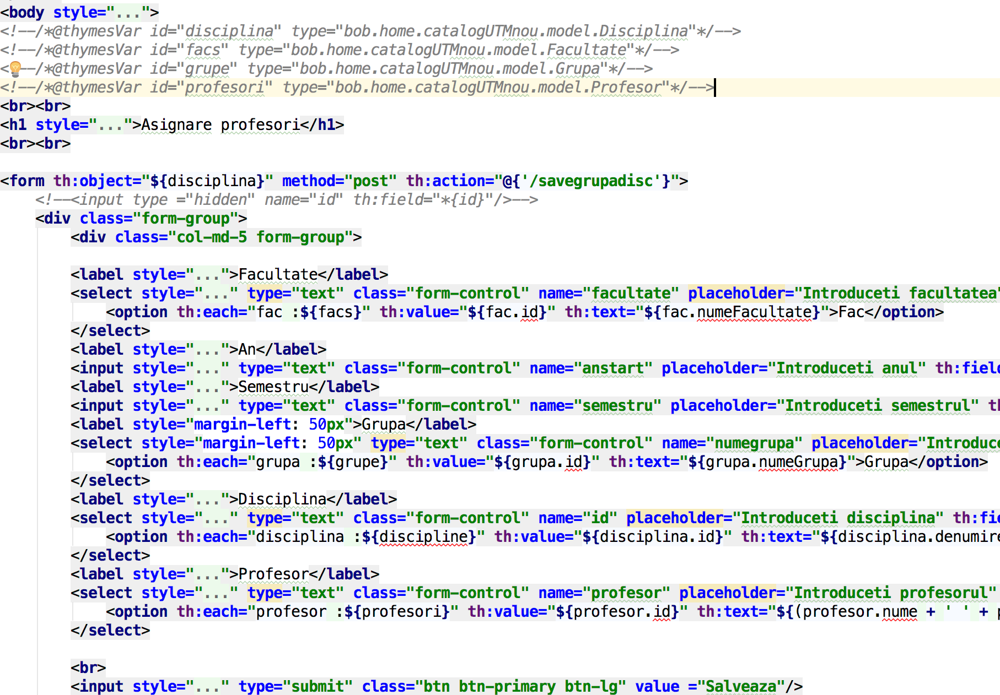 <body style="...">
<!--/*@thymesVar id="disciplina" type="bob.home.catalogUTMnou.model.Disciplina"*/-->
<!--/*@thymesVar id="facs" type="bob.home.catalogUTMnou.model.Facultate"*/-->
<!--/*@thymesVar id="grupe" type="bob.home.catalogUTMnou.model.Grupa"*/-->
<!--/*@thymesVar id="profesori" type="bob.home.catalogUTMnou.model.Profesor"*/-->
<br><br>
<h1 style="...">Asignare profesori</h1>
<br><br>
<form th:object="${disciplina}" method="post" th:action="@{'/savegrupadisc'}">
<!--<input type ="hidden" name="id" th:field="*{id}"/>-->
<div class="form-group">
<div class="col-md-5 form-group">
<label style="...">Facultate</label>
<select style="..." type="text" class="form-control" name="facultate" placeholder="Introduceti facultatea"
<option th:each="fac :${facs}" th:value="${fac.id}" th:text="${fac.numeFacultate}">Fac</option>
</select>
<label style="...">An</label>
<input style="..." type="text" class="form-control" name="anstart" placeholder="Introduceti anul" th:field
<label style="...">Semestru</label>
<input style="..." type="text" class="form-control" name="semestru" placeholder="Introduceti semestrul" th
<label style="margin-left: 50px">Grupa</label>
<select style="margin-left: 50px" type="text" class="form-control" name="numegrupa" placeholder="Introduce
<option th:each="grupa :${grupe}" th:value="${grupa.id}" th:text="${grupa.numeGrupa}">Grupa</option>
</select>
<label style="...">Disciplina</label>
<select style="..." type="text" class="form-control" name="id" placeholder="Introduceti disciplina" th:fie
<option th:each="disciplina :${discipline}" th:value="${disciplina.id}" th:text="${disciplina.denumire
</select>
<label style="...">Profesor</label>
<select style="..." type="text" class="form-control" name="profesor" placeholder="Introduceti profesorul"
<option th:each="profesor :${profesori}" th:value="${profesor.id}" th:text="${(profesor.nume + ' ' + p
</select>
<br>
<input style="..." type="submit" class="btn btn-primary btn-lg" value ="Salveaza"/>